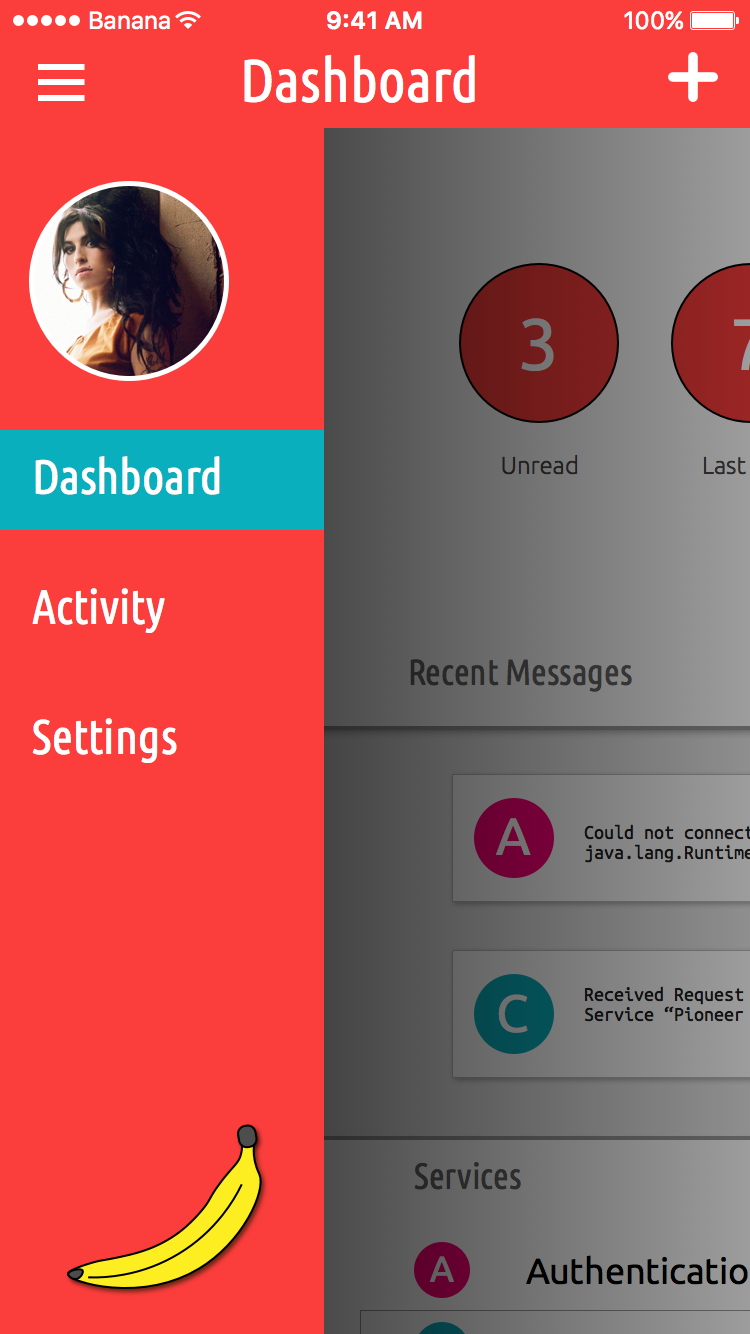 Banana 9:41 AM 100%
Dashboard
Dashboard
Activity
Settings
3 7
Unread Last
Recent Messages
A
Could not connect
java.lang.Runtime
C
Received Request
Service “Pioneer
Services
A Authenticatio